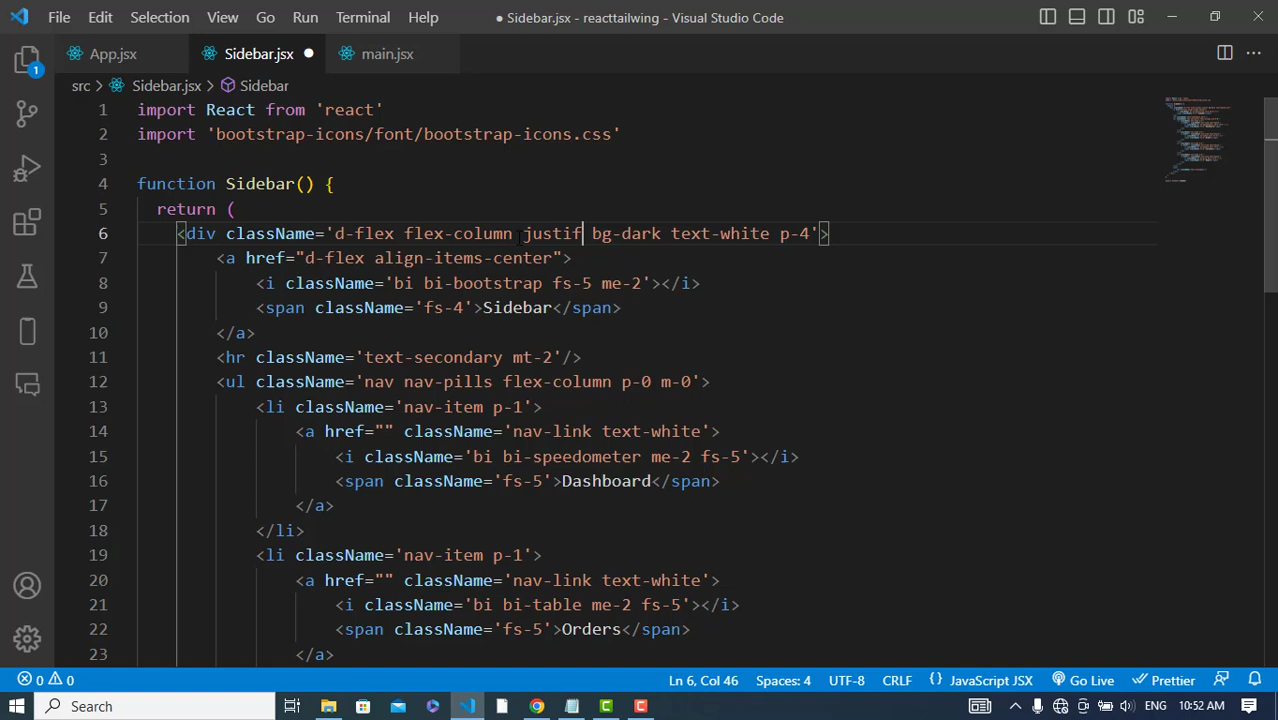 File Edit Selection View Go Run Terminal Help ● Sidebar.jsx - reacttailwing - Visual Studio Code
App.jsx Sidebar.jsx main.jsx
src > Sidebar.jsx > Sidebar
1 import React from 'react'
2 import 'bootstrap-icons/font/bootstrap-icons.css'
3
4 function Sidebar() {
5 return (
6 <div className='d-flex flex-column justif bg-dark text-white p-4'>
7 <a href="d-flex align-items-center">
8 <i className='bi bi-bootstrap fs-5 me-2'></i>
9 <span className='fs-4'>Sidebar</span>
10 </a>
11 <hr className='text-secondary mt-2'/>
12 <ul className='nav nav-pills flex-column p-0 m-0'>
13 <li className='nav-item p-1'>
14 <a href="" className='nav-link text-white'>
15 <i className='bi bi-speedometer me-2 fs-5'></i>
16 <span className='fs-5'>Dashboard</span>
17 </a>
18 </li>
19 <li className='nav-item p-1'>
20 <a href="" className='nav-link text-white'>
21 <i className='bi bi-table me-2 fs-5'></i>
22 <span className='fs-5'>Orders</span>
23 </a>
1
0 0 Ln 6, Col 46 Spaces: 4 UTF-8 CRLF {} JavaScript JSX Go Live Prettier
Search ENG 10:52 AM